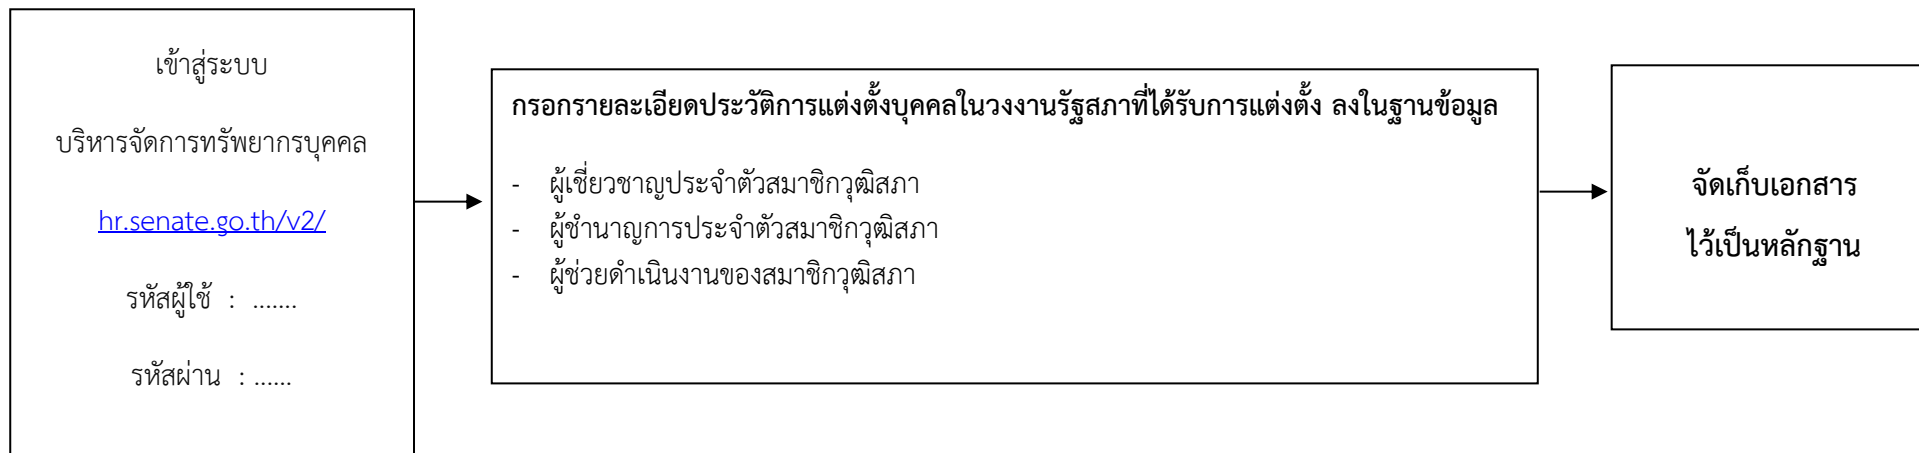 เข้าสู่ระบบ
บริหารจัดการทรัพยากรบุคคล
hr.senate.go.th/v2/
รหัสผู้ใช้ : .......
รหัสผ่าน : ......
กรอกรายละเอียดประวัติการแต่งตั้งบุคคลในวงงานรัฐสภาที่ได้รับการแต่งตั้ง ลงในฐานข้อมูล
- ผู้เชี่ยวชาญประจำตัวสมาชิกวุฒิสภา
- ผู้ชำนาญการประจำตัวสมาชิกวุฒิสภา
- ผู้ช่วยดำเนินงานของสมาชิกวุฒิสภา
จัดเก็บเอกสาร
ไว้เป็นหลักฐาน